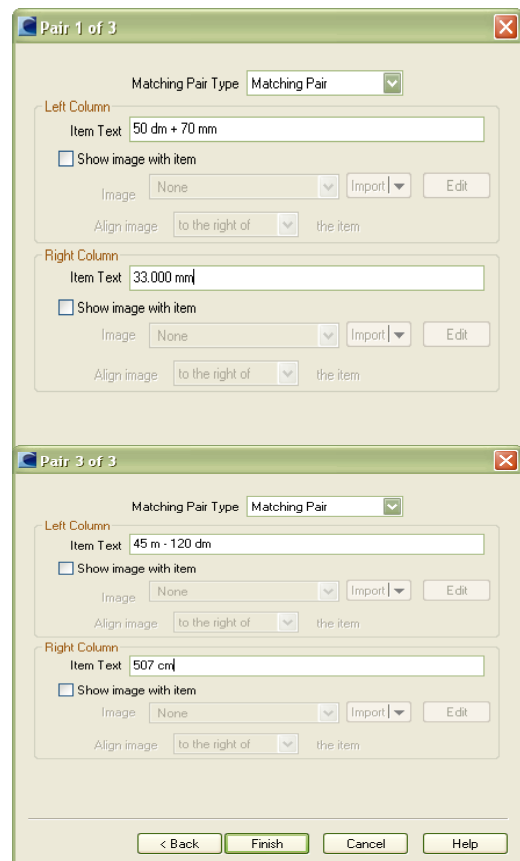 Pair 1 of 3
Matching Pair Type Matching Pair
Left Column
Item Text 50 dm + 70 mm
Show image with item
Image None Import Edit
Align image to the right of the item
Right Column
Item Text 33.000 mm
Show image with item
Image None Import Edit
Align image to the right of the item
Pair 3 of 3
Matching Pair Type Matching Pair
Left Column
Item Text 45 m - 120 dm
Show image with item
Image None Import Edit
Align image to the right of the item
Right Column
Item Text 507 cm
Show image with item
Image None Import Edit
Align image to the right of the item
< Back Finish Cancel Help